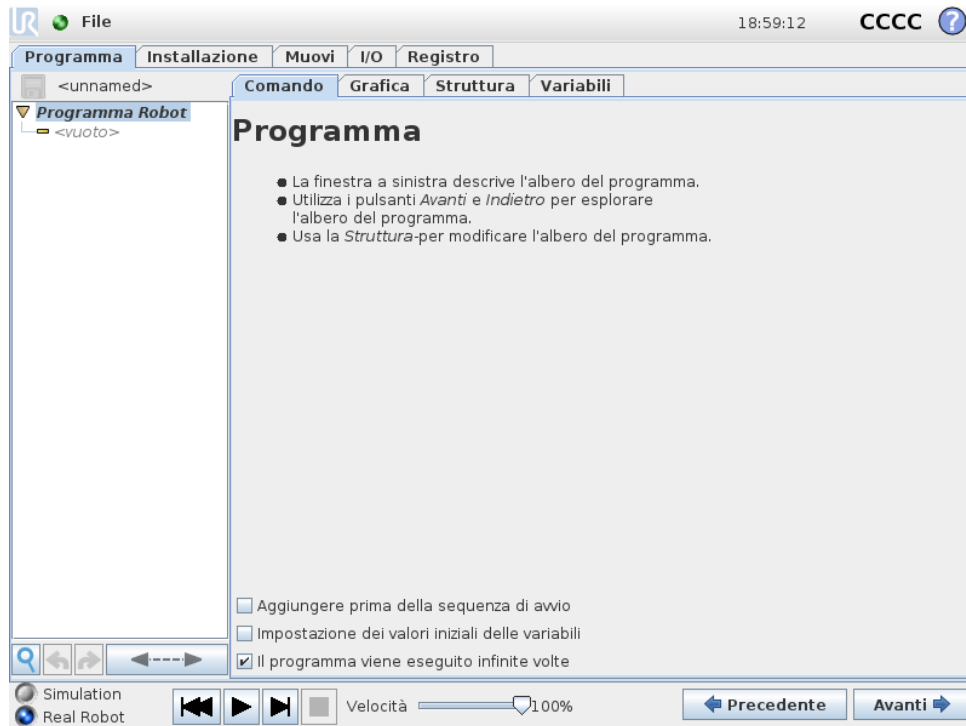 UR File 18:59:12 CCCC ?
Programma Installazione Muovi I/O Registro
<unnamed> Comando Grafica Struttura Variabili
Programma Robot
<vuoto>
Programma
La finestra a sinistra descrive l'albero del programma.
Utilizza i pulsanti Avanti e Indietro per esplorare
l'albero del programma.
Usa la Struttura-per modificare l'albero del programma.
Aggiungere prima della sequenza di avvio
Impostazione dei valori iniziali delle variabili
Il programma viene eseguito infinite volte
Simulation
Real Robot
Velocità 100% Precedente Avanti